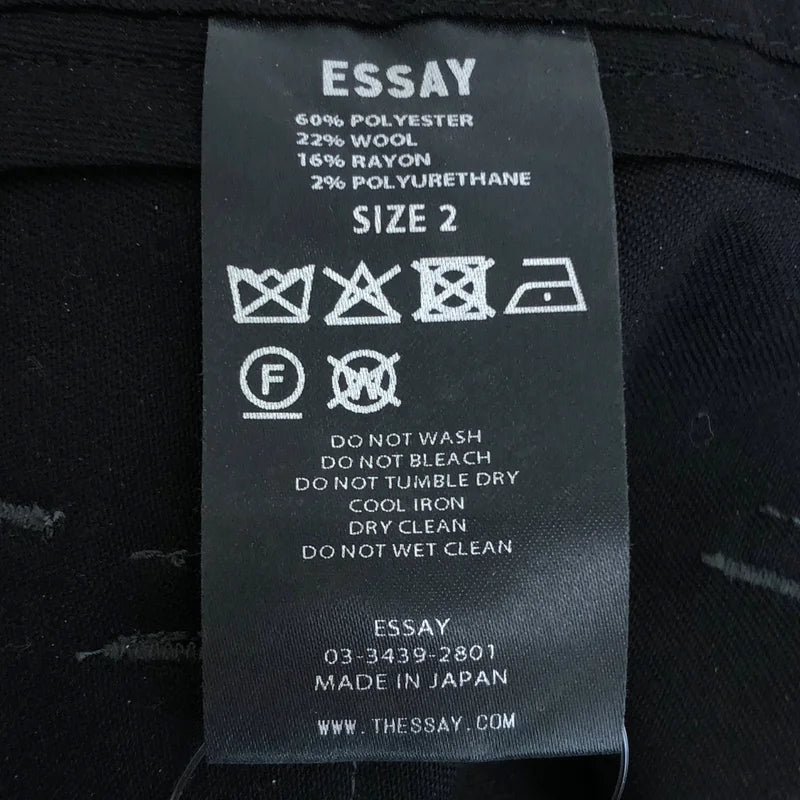 ESSAY
60% POLYESTER
22% WOOL
16% RAYON
2% POLYURETHANE
SIZE 2
F W
DO NOT WASH
DO NOT BLEACH
DO NOT TUMBLE DRY
COOL IRON
DRY CLEAN
DO NOT WET CLEAN
ESSAY
03-3439-2801
MADE IN JAPAN
WWW.THESSAY.COM